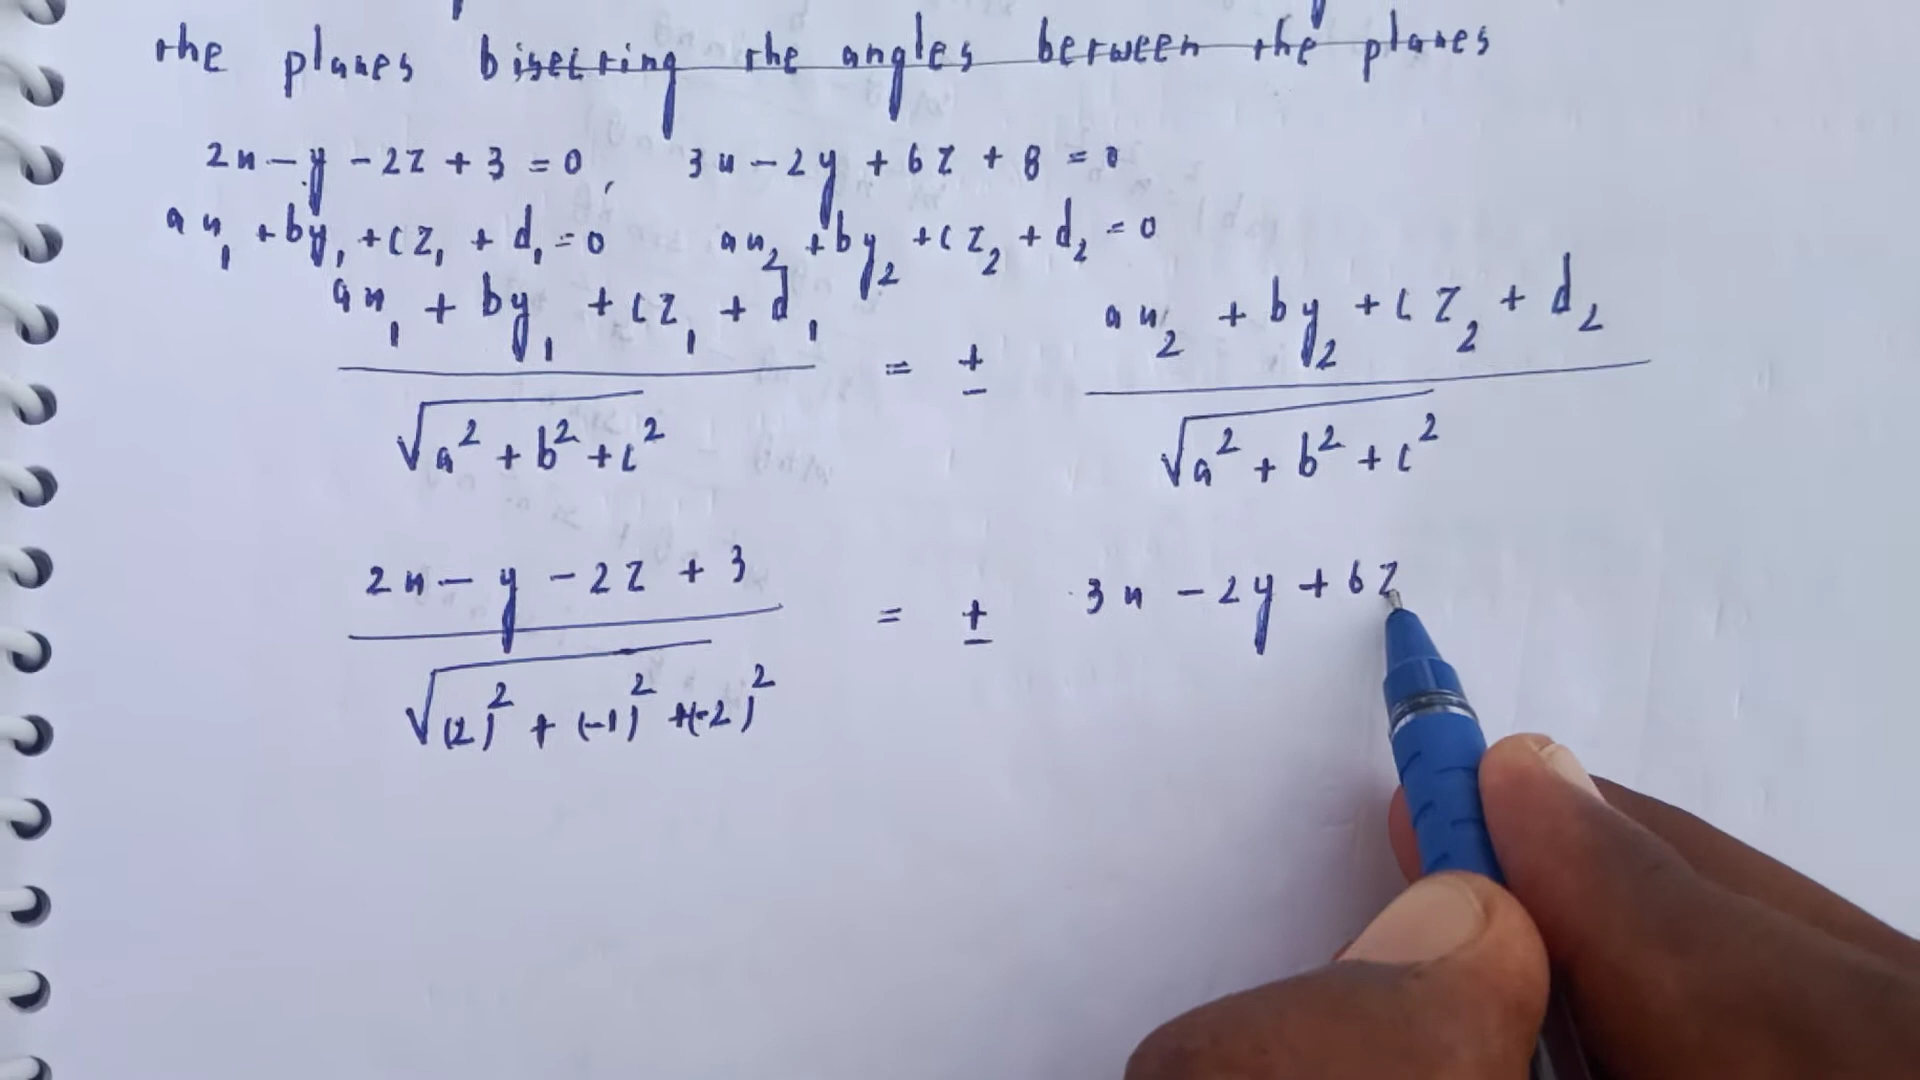 the planes bisecting the angles between the planes
2x - y - 2z + 3 = 0, 3x - 2y + 6z + 8 = 0
ax₁ + by₁ + cz₁ + d₁ = 0 ax₂ + by₂ + cz₂ + d₂ = 0
ax₁ + by₁ + cz₁ + d₁ / √a² + b² + c² = ± ax₂ + by₂ + cz₂ + d₂ / √a² + b² + c²
2x - y - 2z + 3 / √(2)² + (-1)² + (-2)² = ± 3x - 2y + 6z